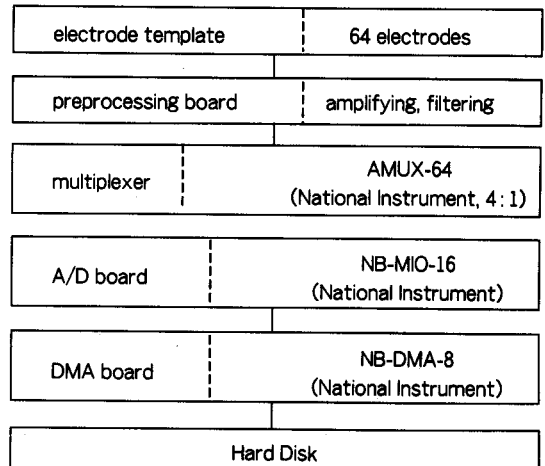 electrode template 64 electrodes
preprocessing board amplifying, filtering
multiplexer AMUX-64
(National Instrument, 4:1)
A/D board NB-MIO-16
(National Instrument)
DMA board NB-DMA-8
(National Instrument)
Hard Disk